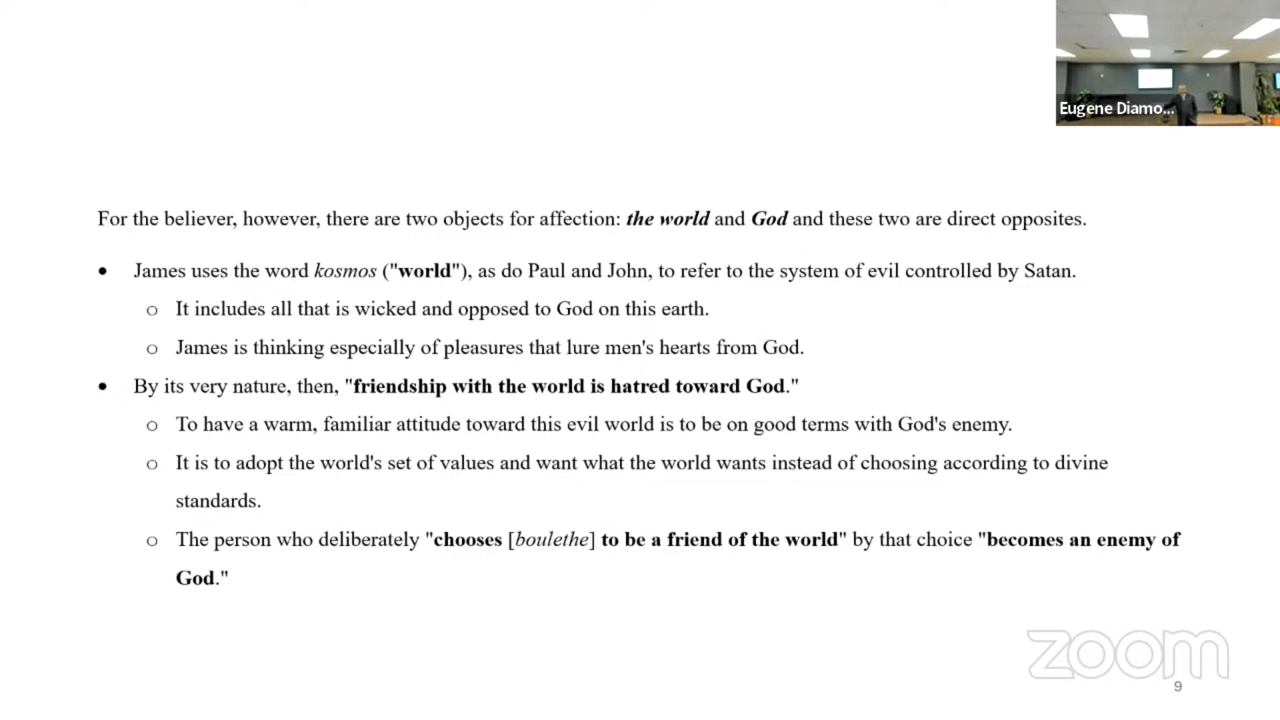 Eugene Diamo...
For the believer, however, there are two objects for affection: the world and God and these two are direct opposites.
• James uses the word kosmos ("world"), as do Paul and John, to refer to the system of evil controlled by Satan.
o It includes all that is wicked and opposed to God on this earth.
o James is thinking especially of pleasures that lure men's hearts from God.
• By its very nature, then, "friendship with the world is hatred toward God."
o To have a warm, familiar attitude toward this evil world is to be on good terms with God's enemy.
o It is to adopt the world's set of values and want what the world wants instead of choosing according to divine
standards.
o The person who deliberately "chooses [boulethe] to be a friend of the world" by that choice "becomes an enemy of
God."
zoom
9